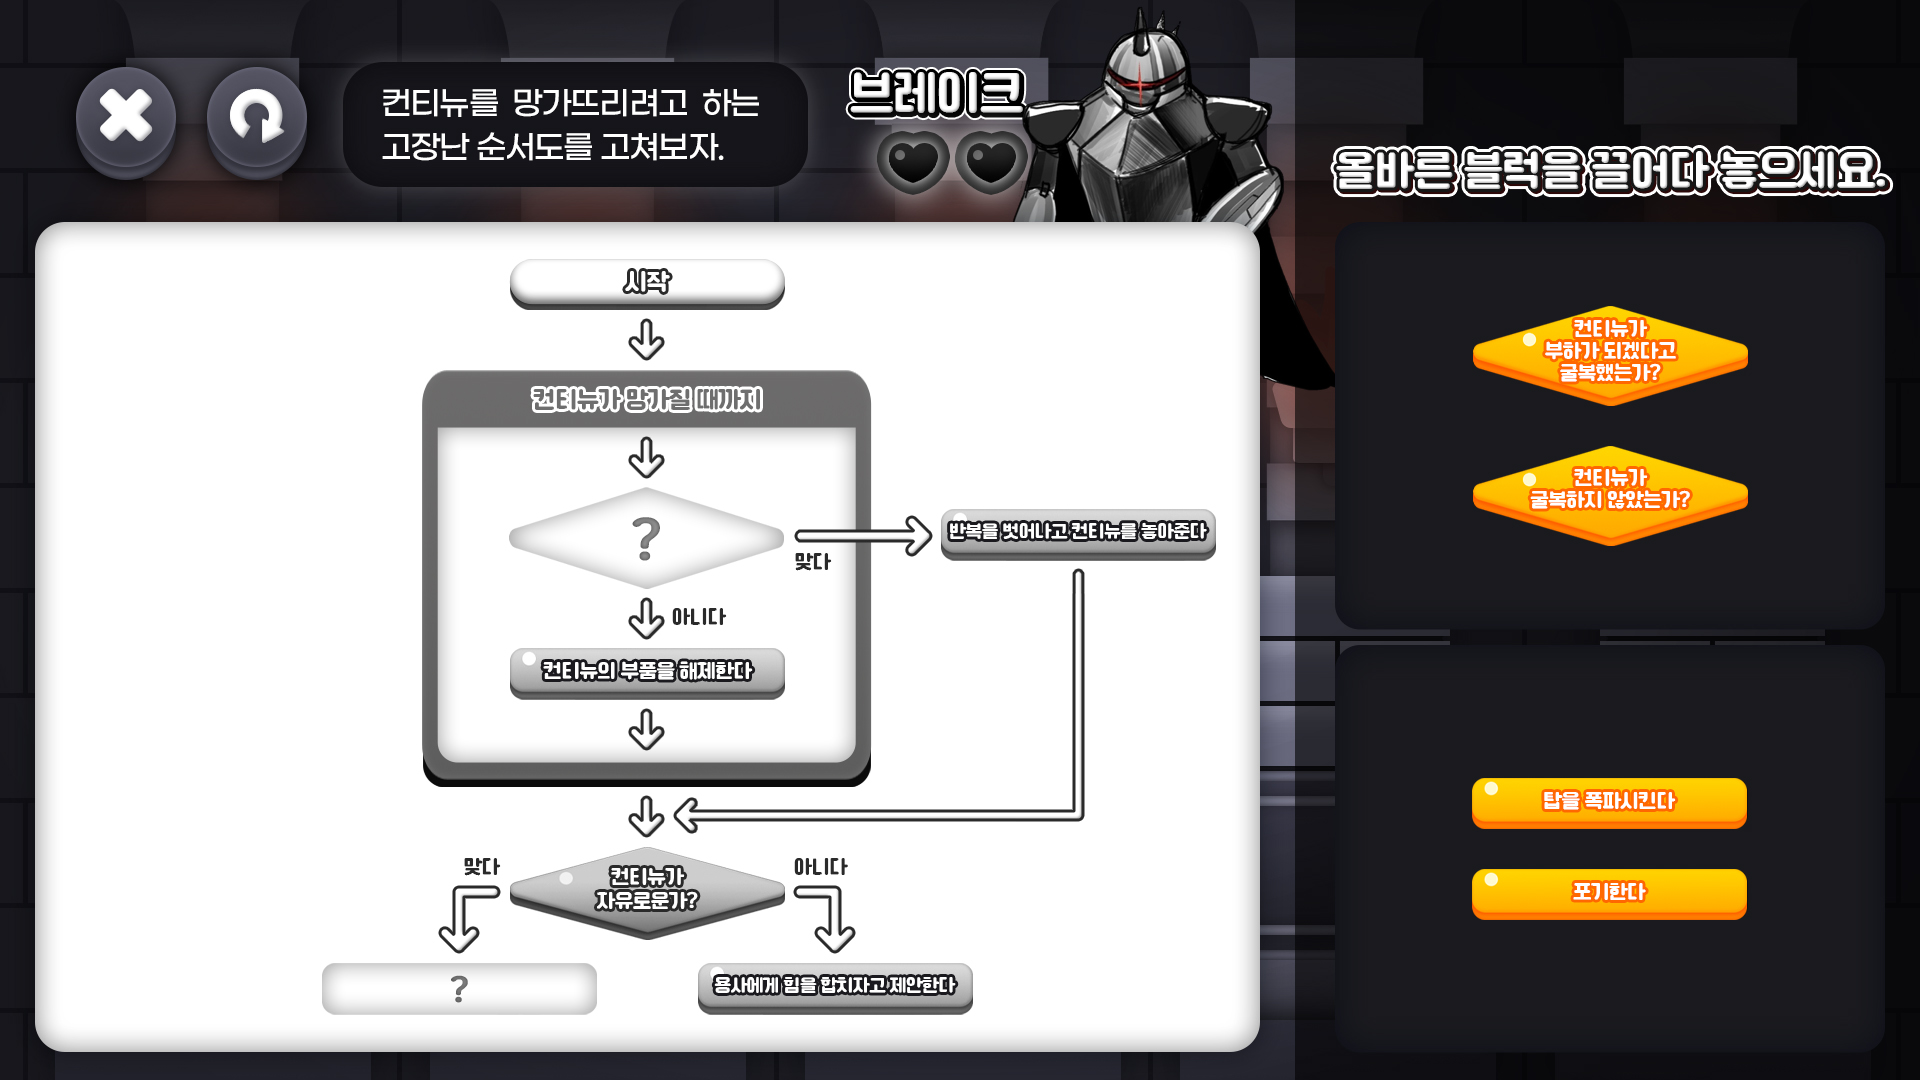 컨티뉴를 망가뜨리려고 하는
고장난 순서도를 고쳐보자.
브레이크
올바른 블럭을 끌어다 놓으세요.
시작
컨티뉴가 망가질 때까지
?
맞다
반복을 벗어나고 컨티뉴를 놓아준다
아니다
컨티뉴의 부품을 해제한다
맞다
컨티뉴가
자유로운가?
아니다
?
용사에게 힘을 합치자고 제안한다
컨티뉴가
부하가 되겠다고
굴복했는가?
컨티뉴가
굴복하지 않았는가?
탑을 폭파시킨다
포기한다